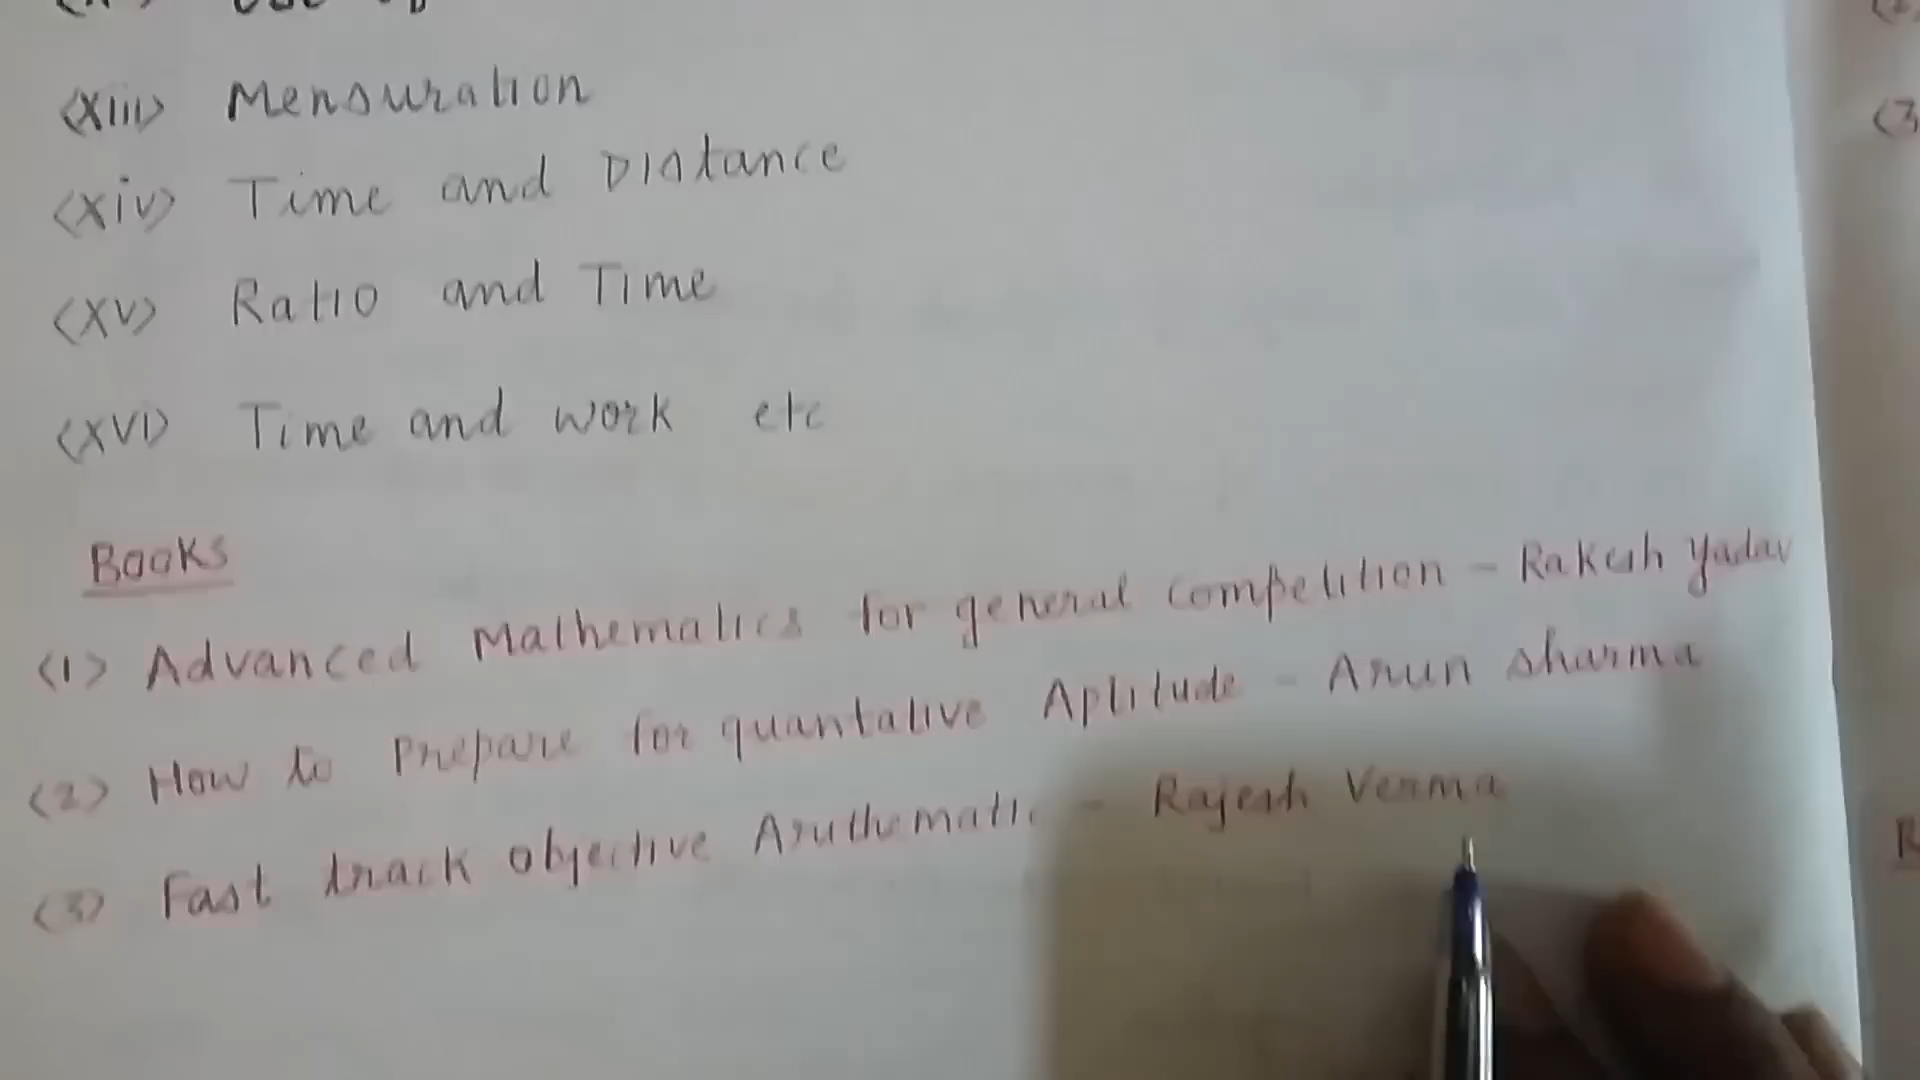 (xiii) Mensuration
(xiv) Time and Distance
(xv) Ratio and Time
(xvi) Time and work etc
Books
(1) Advanced Mathematics for general competition - Rakesh Yadav
(2) How to Prepare for quantative Aptitude - Arun sharma
(3) Fast track objective Arithematic - Rajesh Verma
(3